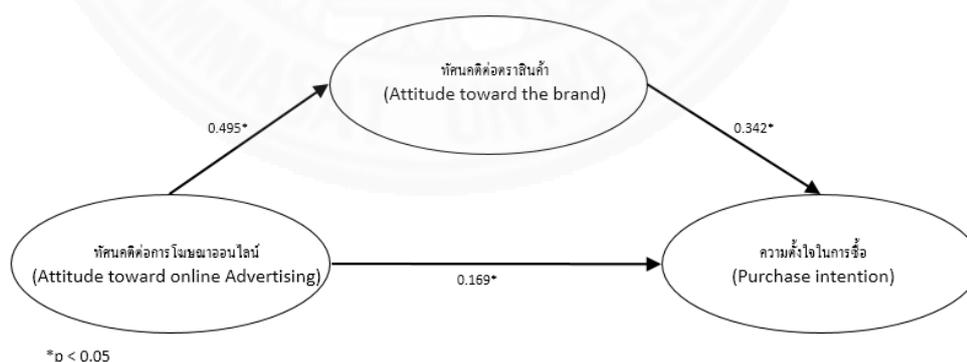 ทัศนคติต่อตราสินค้า
(Attitude toward the brand)
0.495*
0.342*
ทัศนคติต่อการโฆษณาออนไลน์
(Attitude toward online Advertising)
ความตั้งใจในการซื้อ
(Purchase intention)
0.169*
*p < 0.05